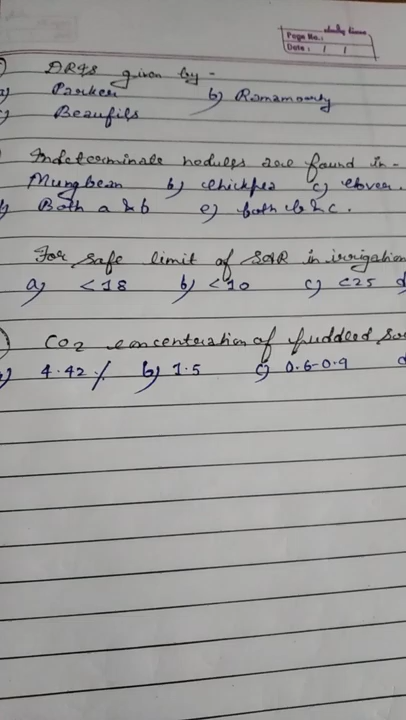 Page No.:
Date: / /
DRIS given by -
Parker b) Ramamoorty
Beaufils
Indeterminate nodules are found in -
Mungbean b) chickpea c) clover.
Both a & b e) both b & c.
For safe limit of SAR in irrigation
a) <18 b) <10 c) <25 d
CO2 concentration of puddled so
4.42% b) 1.5 c) 0.6-0.9 d